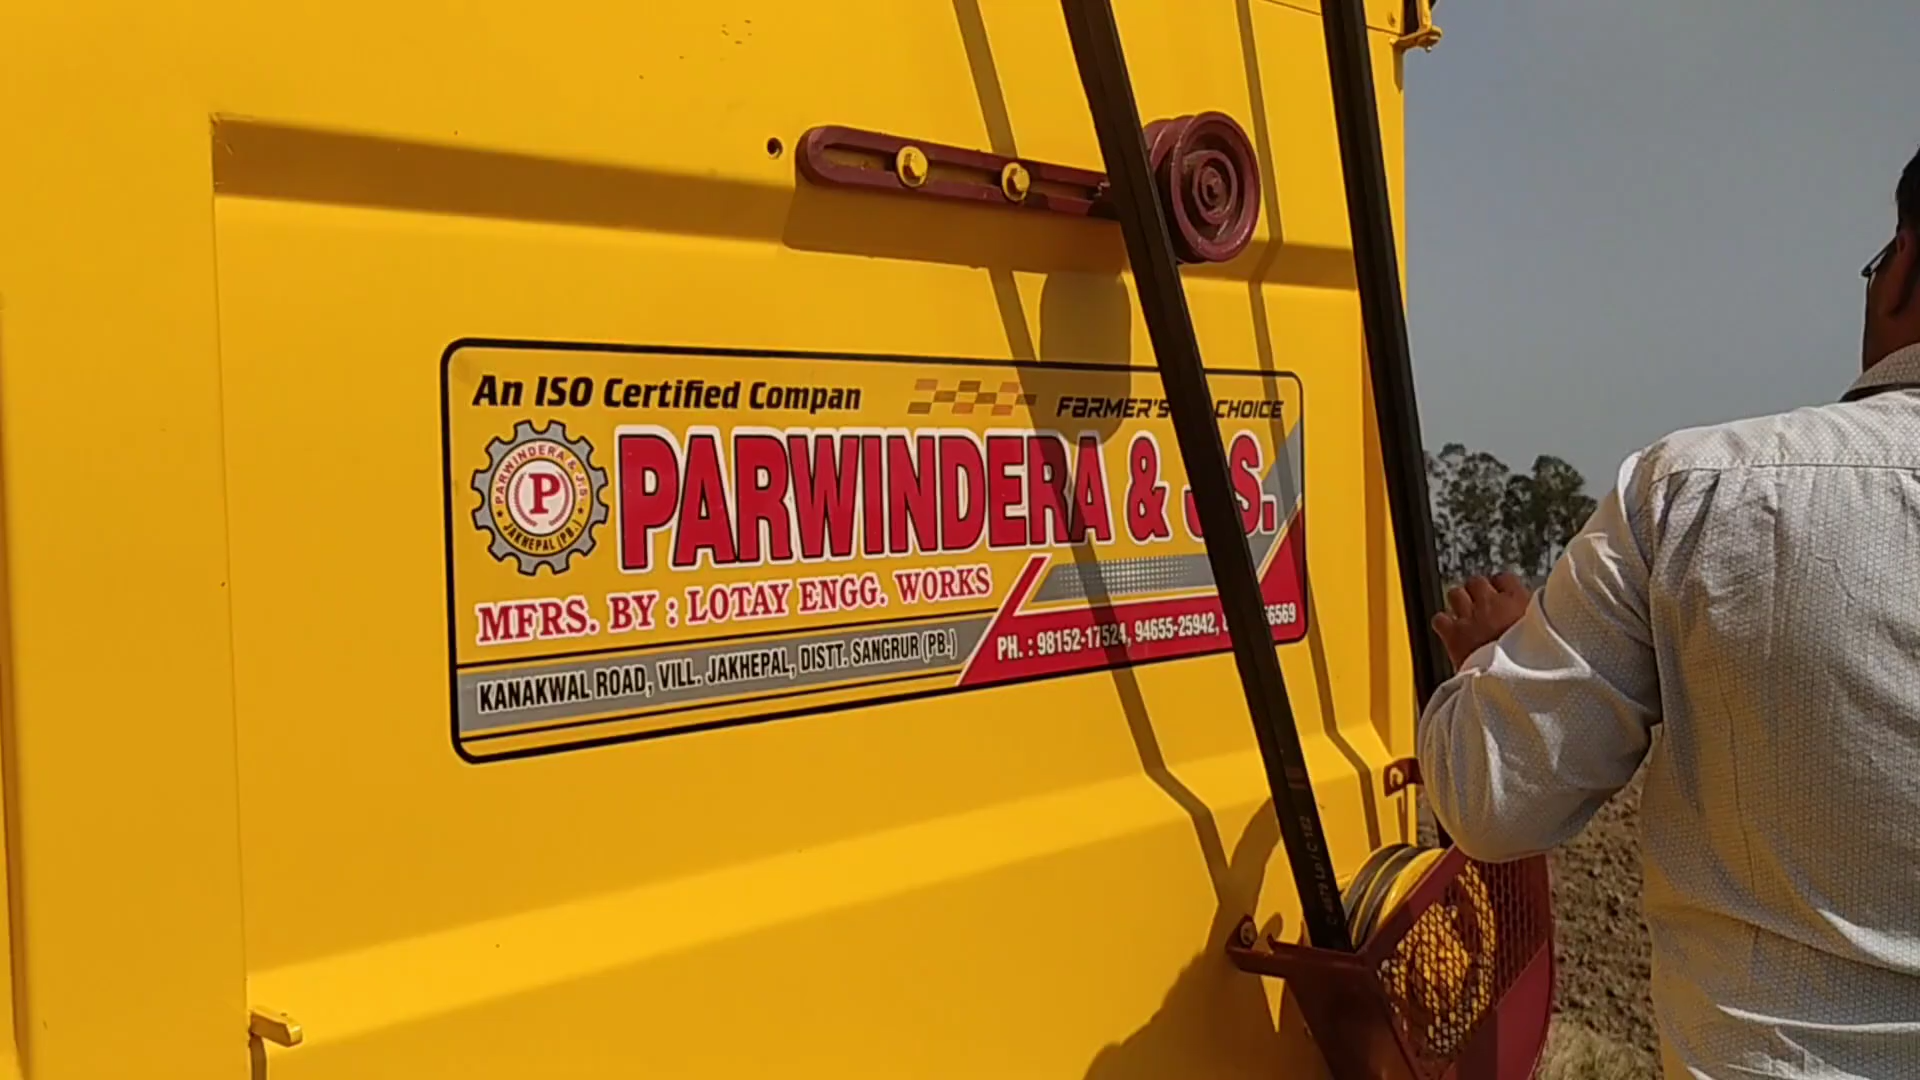 An ISO Certified Compan
FARMER'S CHOICE
PARWINDERA & J.S
P
JAKHEPAL (PB.)
PARWINDERA & J.S.
MFRS. BY : LOTAY ENGG. WORKS
KANAKWAL ROAD, VILL. JAKHEPAL, DISTT. SANGRUR (PB.)
PH. : 98152-17524, 94655-25942,